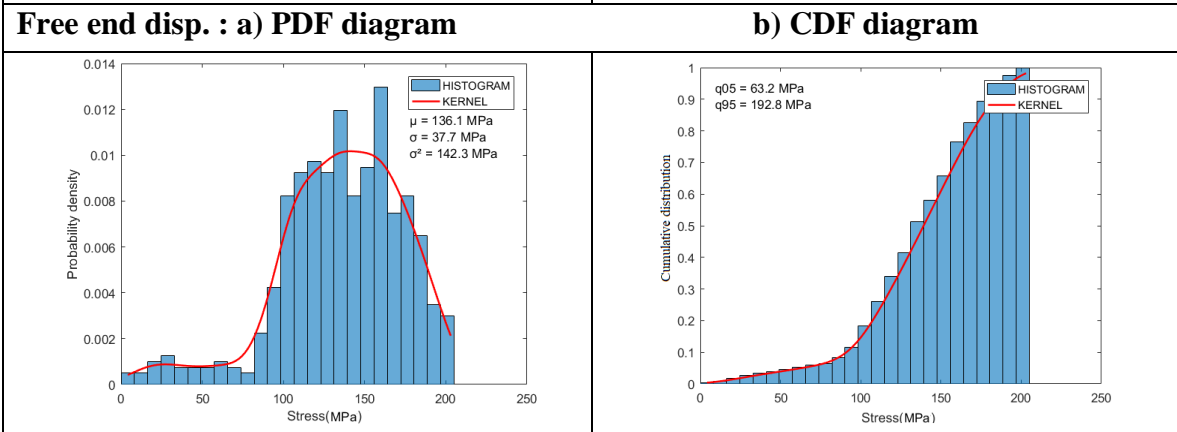 Free end disp. : a) PDF diagram
b) CDF diagram
0.014
0.012
0.01
0.008
0.006
0.004
0.002
0
Probability density
HISTOGRAM
KERNEL
μ = 136.1 MPa
σ = 37.7 MPa
σ² = 142.3 MPa
0 50 100 150 200 250
Stress(MPa)
1
0.9
0.8
0.7
0.6
0.5
0.4
0.3
0.2
0.1
0
Cumulative distribution
q05 = 63.2 MPa
q95 = 192.8 MPa
HISTOGRAM
KERNEL
0 50 100 150 200 250
Stress(MPa)